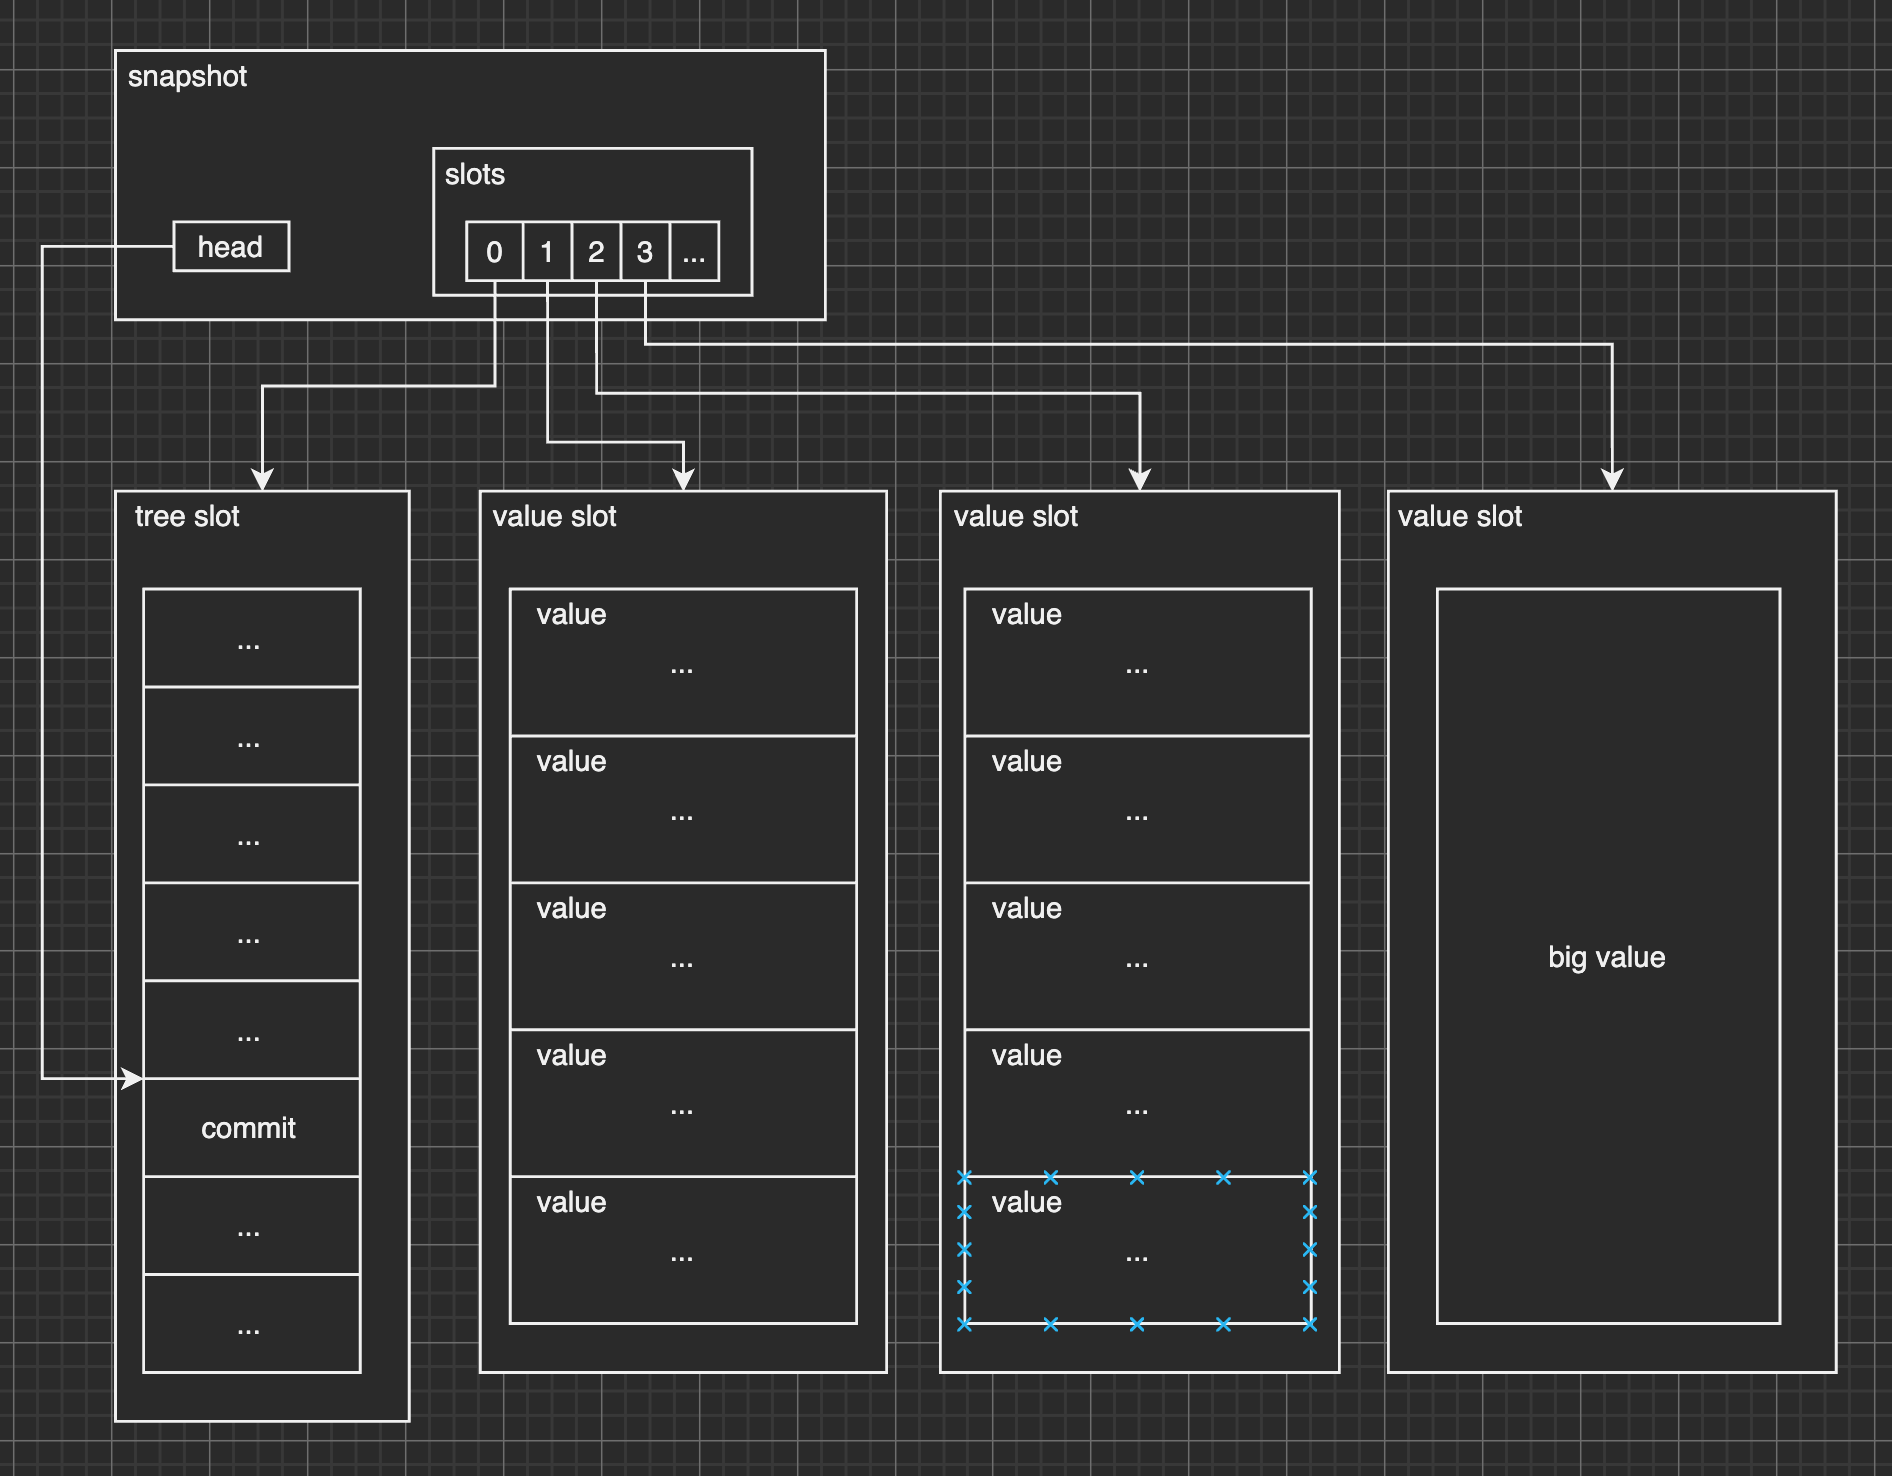 snapshot
slots
head
0 1 2 3 ...
tree slot
...
...
...
...
...
commit
...
...
value slot
value
...
value
...
value
...
value
...
value
...
value slot
value
...
value
...
value
...
value
...
value
...
value slot
big value